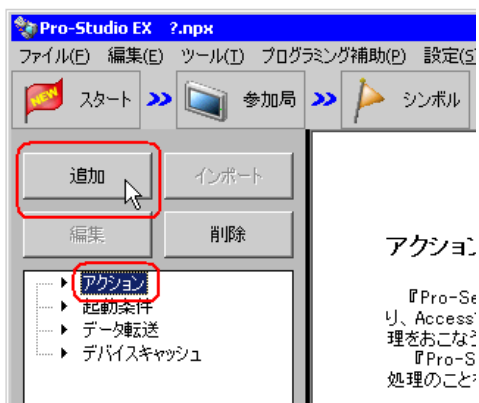 Pro-Studio EX ?.npx
ファイル(F) 編集(E) ツール(T) プログラミング補助(P) 設定(S
NEW スタート >> 参加局 >> シンボル
追加 インポート
編集 削除
アクション
起動条件
データ転送
デバイスキャッシュ
アクション
『Pro-Se
り、Access
理をおこなう
『Pro-S
処理のことを